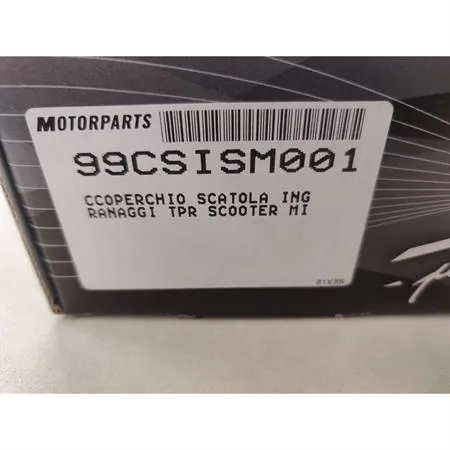 MOTORPARTS
99CSISM001
CCOPERCHIO SCATOLA ING
RANAGGI TPR SCOOTER MI